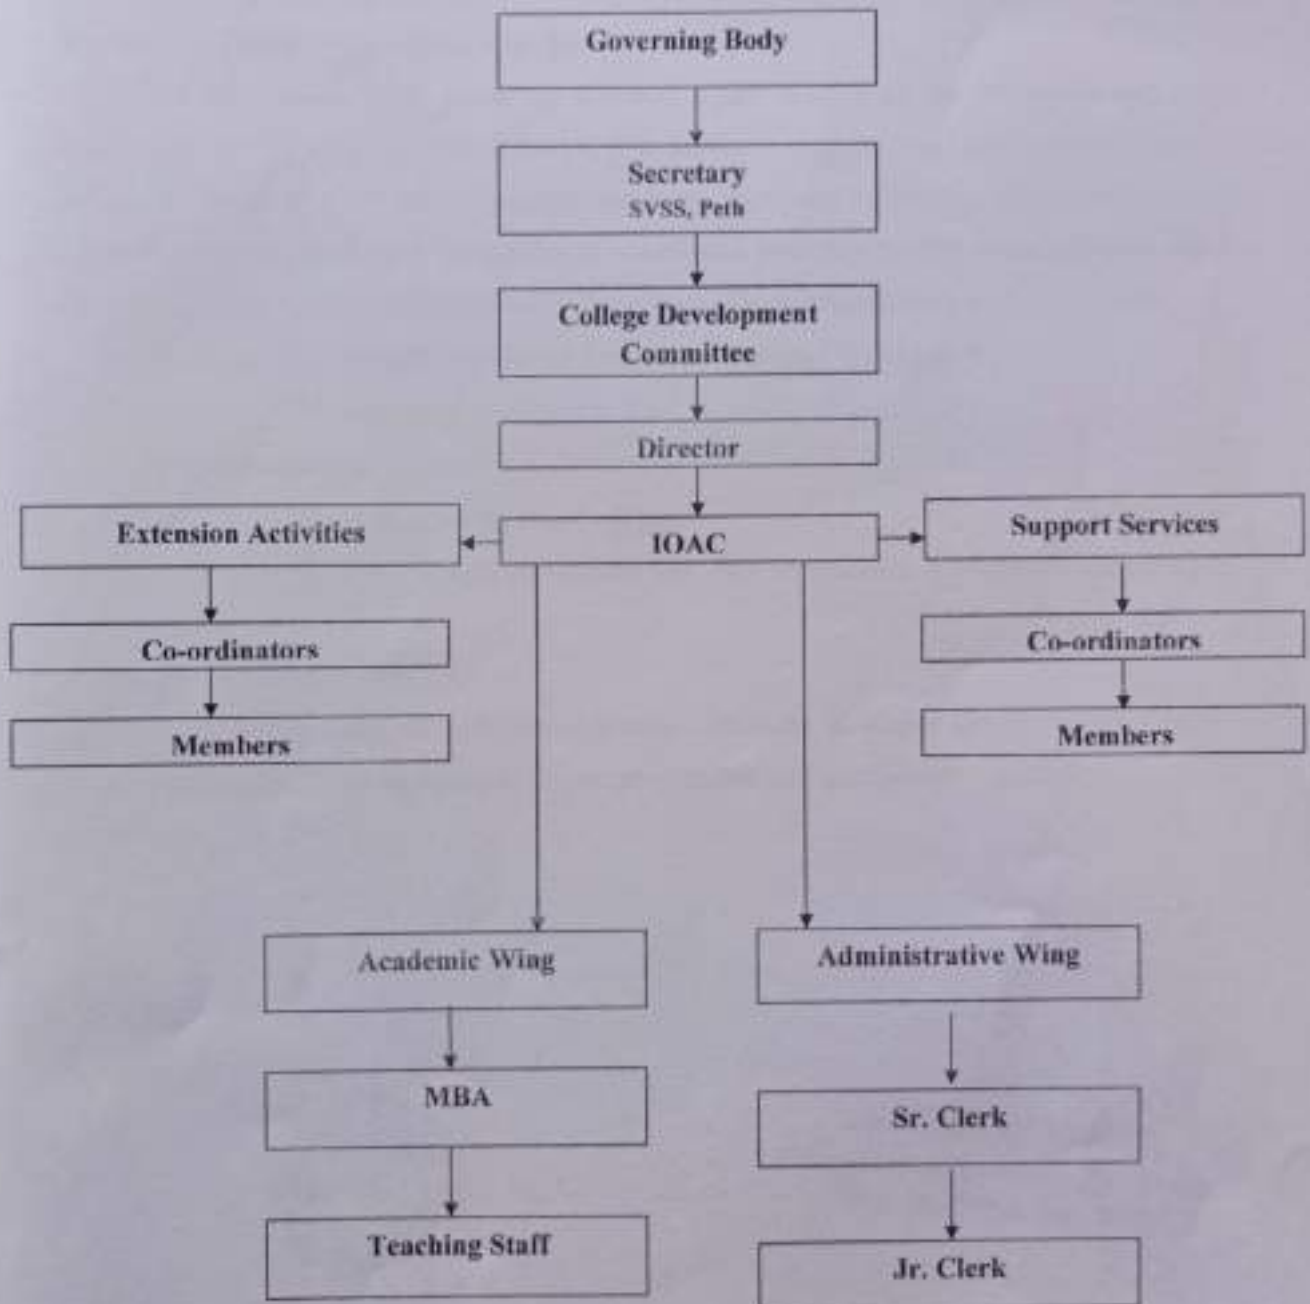 Governing Body
Secretary
SVSS, Peth
College Development
Committee
Director
Extension Activities
IOAC
Support Services
Co-ordinators
Co-ordinators
Members
Members
Academic Wing
Administrative Wing
MBA
Sr. Clerk
Teaching Staff
Jr. Clerk